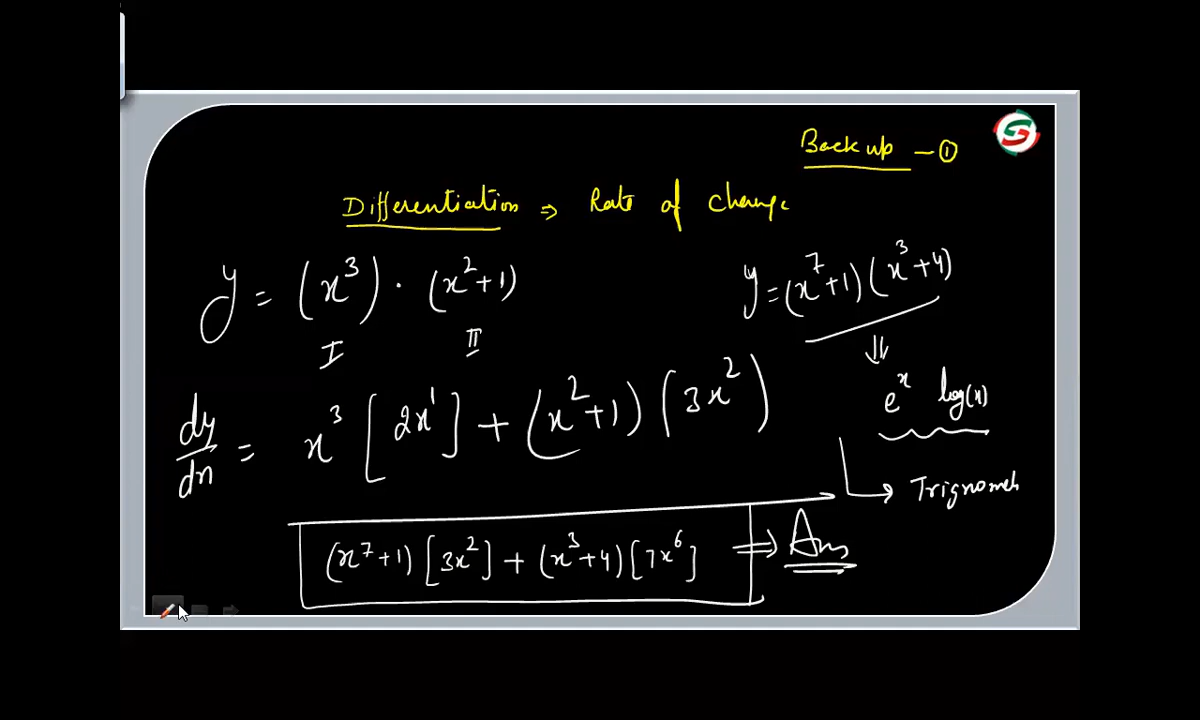 Back up - ①
Differentiation ⇒ Rate of change
y = (x³) · (x²+1)
I II
y = (x⁷+1)(x³+4)
⇓
eˣ log(x)
→ Trignomet
dy/dx = x³ [2x¹] + (x²+1) (3x²)
(x⁷+1) [3x²] + (x³+4) [7x⁶] ⇒ Ans